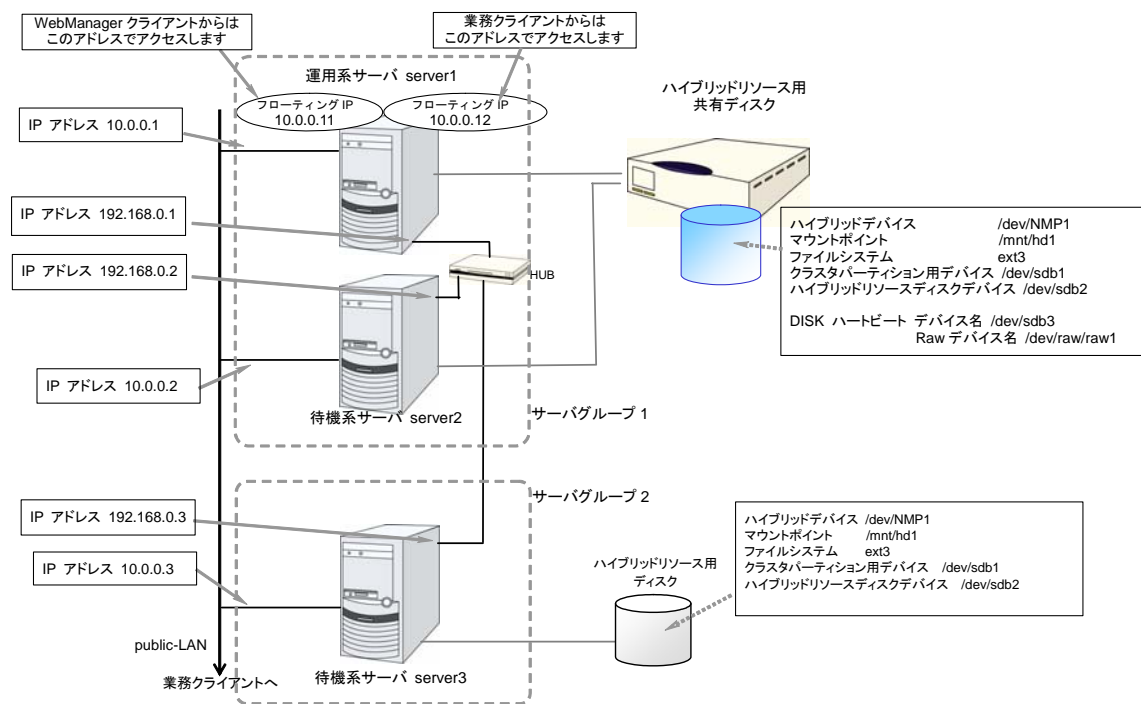 WebManager クライアントからは
このアドレスでアクセスします
業務クライアントからは
このアドレスでアクセスします
運用系サーバ server1
フローティング IP
10.0.0.11
フローティング IP
10.0.0.12
ハイブリッドリソース用
共有ディスク
IP アドレス 10.0.0.1
IP アドレス 192.168.0.1
IP アドレス 192.168.0.2
HUB
ハイブリッドデバイス /dev/NMP1
マウントポイント /mnt/hd1
ファイルシステム ext3
クラスタパーティション用デバイス /dev/sdb1
ハイブリッドリソースディスクデバイス /dev/sdb2
DISK ハートビート デバイス名 /dev/sdb3
Raw デバイス名 /dev/raw/raw1
IP アドレス 10.0.0.2
待機系サーバ server2
サーバグループ 1
サーバグループ 2
IP アドレス 192.168.0.3
IP アドレス 10.0.0.3
ハイブリッドリソース用
ディスク
ハイブリッドデバイス /dev/NMP1
マウントポイント /mnt/hd1
ファイルシステム ext3
クラスタパーティション用デバイス /dev/sdb1
ハイブリッドリソースディスクデバイス /dev/sdb2
public-LAN
業務クライアントへ
待機系サーバ server3